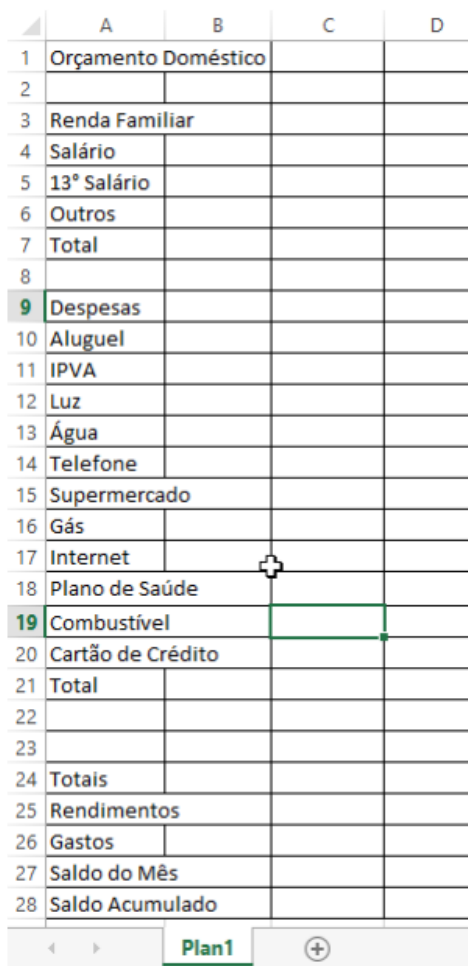 A B C D
1 Orçamento Doméstico
2
3 Renda Familiar
4 Salário
5 13° Salário
6 Outros
7 Total
8
9 Despesas
10 Aluguel
11 IPVA
12 Luz
13 Água
14 Telefone
15 Supermercado
16 Gás
17 Internet
18 Plano de Saúde
19 Combustível
20 Cartão de Crédito
21 Total
22
23
24 Totais
25 Rendimentos
26 Gastos
27 Saldo do Mês
28 Saldo Acumulado
Plan1